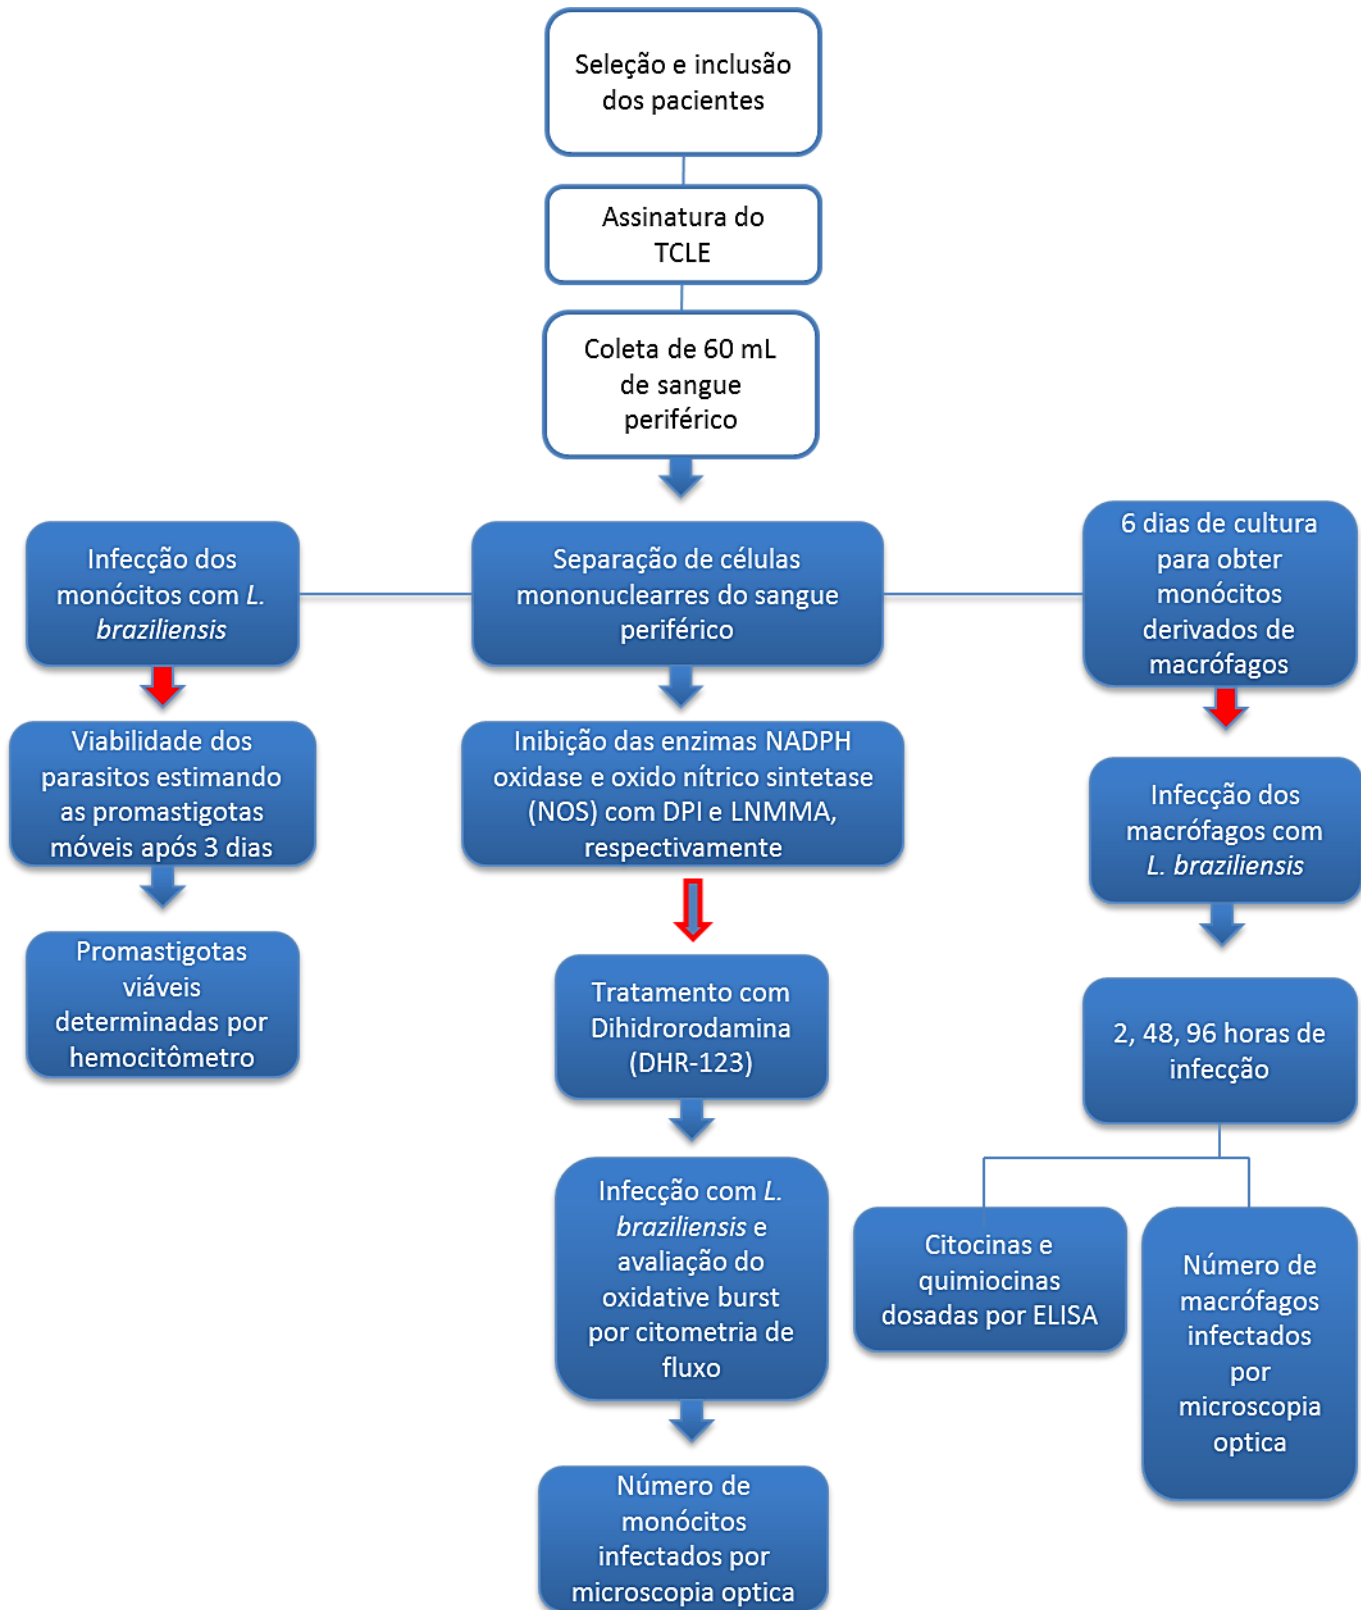 Seleção e inclusão
dos pacientes
Assinatura do
TCLE
Coleta de 60 mL
de sangue
periférico
Infecção dos
monócitos com L.
braziliensis
Separação de células
mononuclearres do sangue
periférico
6 dias de cultura
para obter
monócitos
derivados de
macrófagos
Viabilidade dos
parasitos estimando
as promastigotas
móveis após 3 dias
Inibição das enzimas NADPH
oxidase e oxido nítrico sintetase
(NOS) com DPI e LNMMA,
respectivamente
Infecção dos
macrófagos com
L. braziliensis
Promastigotas
viáveis
determinadas por
hemocitômetro
Tratamento com
Dihidrorodamina
(DHR-123)
2, 48, 96 horas de
infecção
Infecção com L.
braziliensis e
avaliação do
oxidative burst
por citometria de
fluxo
Citocinas e
quimiocinas
dosadas por ELISA
Número de
macrófagos
infectados
por
microscopia
optica
Número de
monócitos
infectados por
microscopia optica